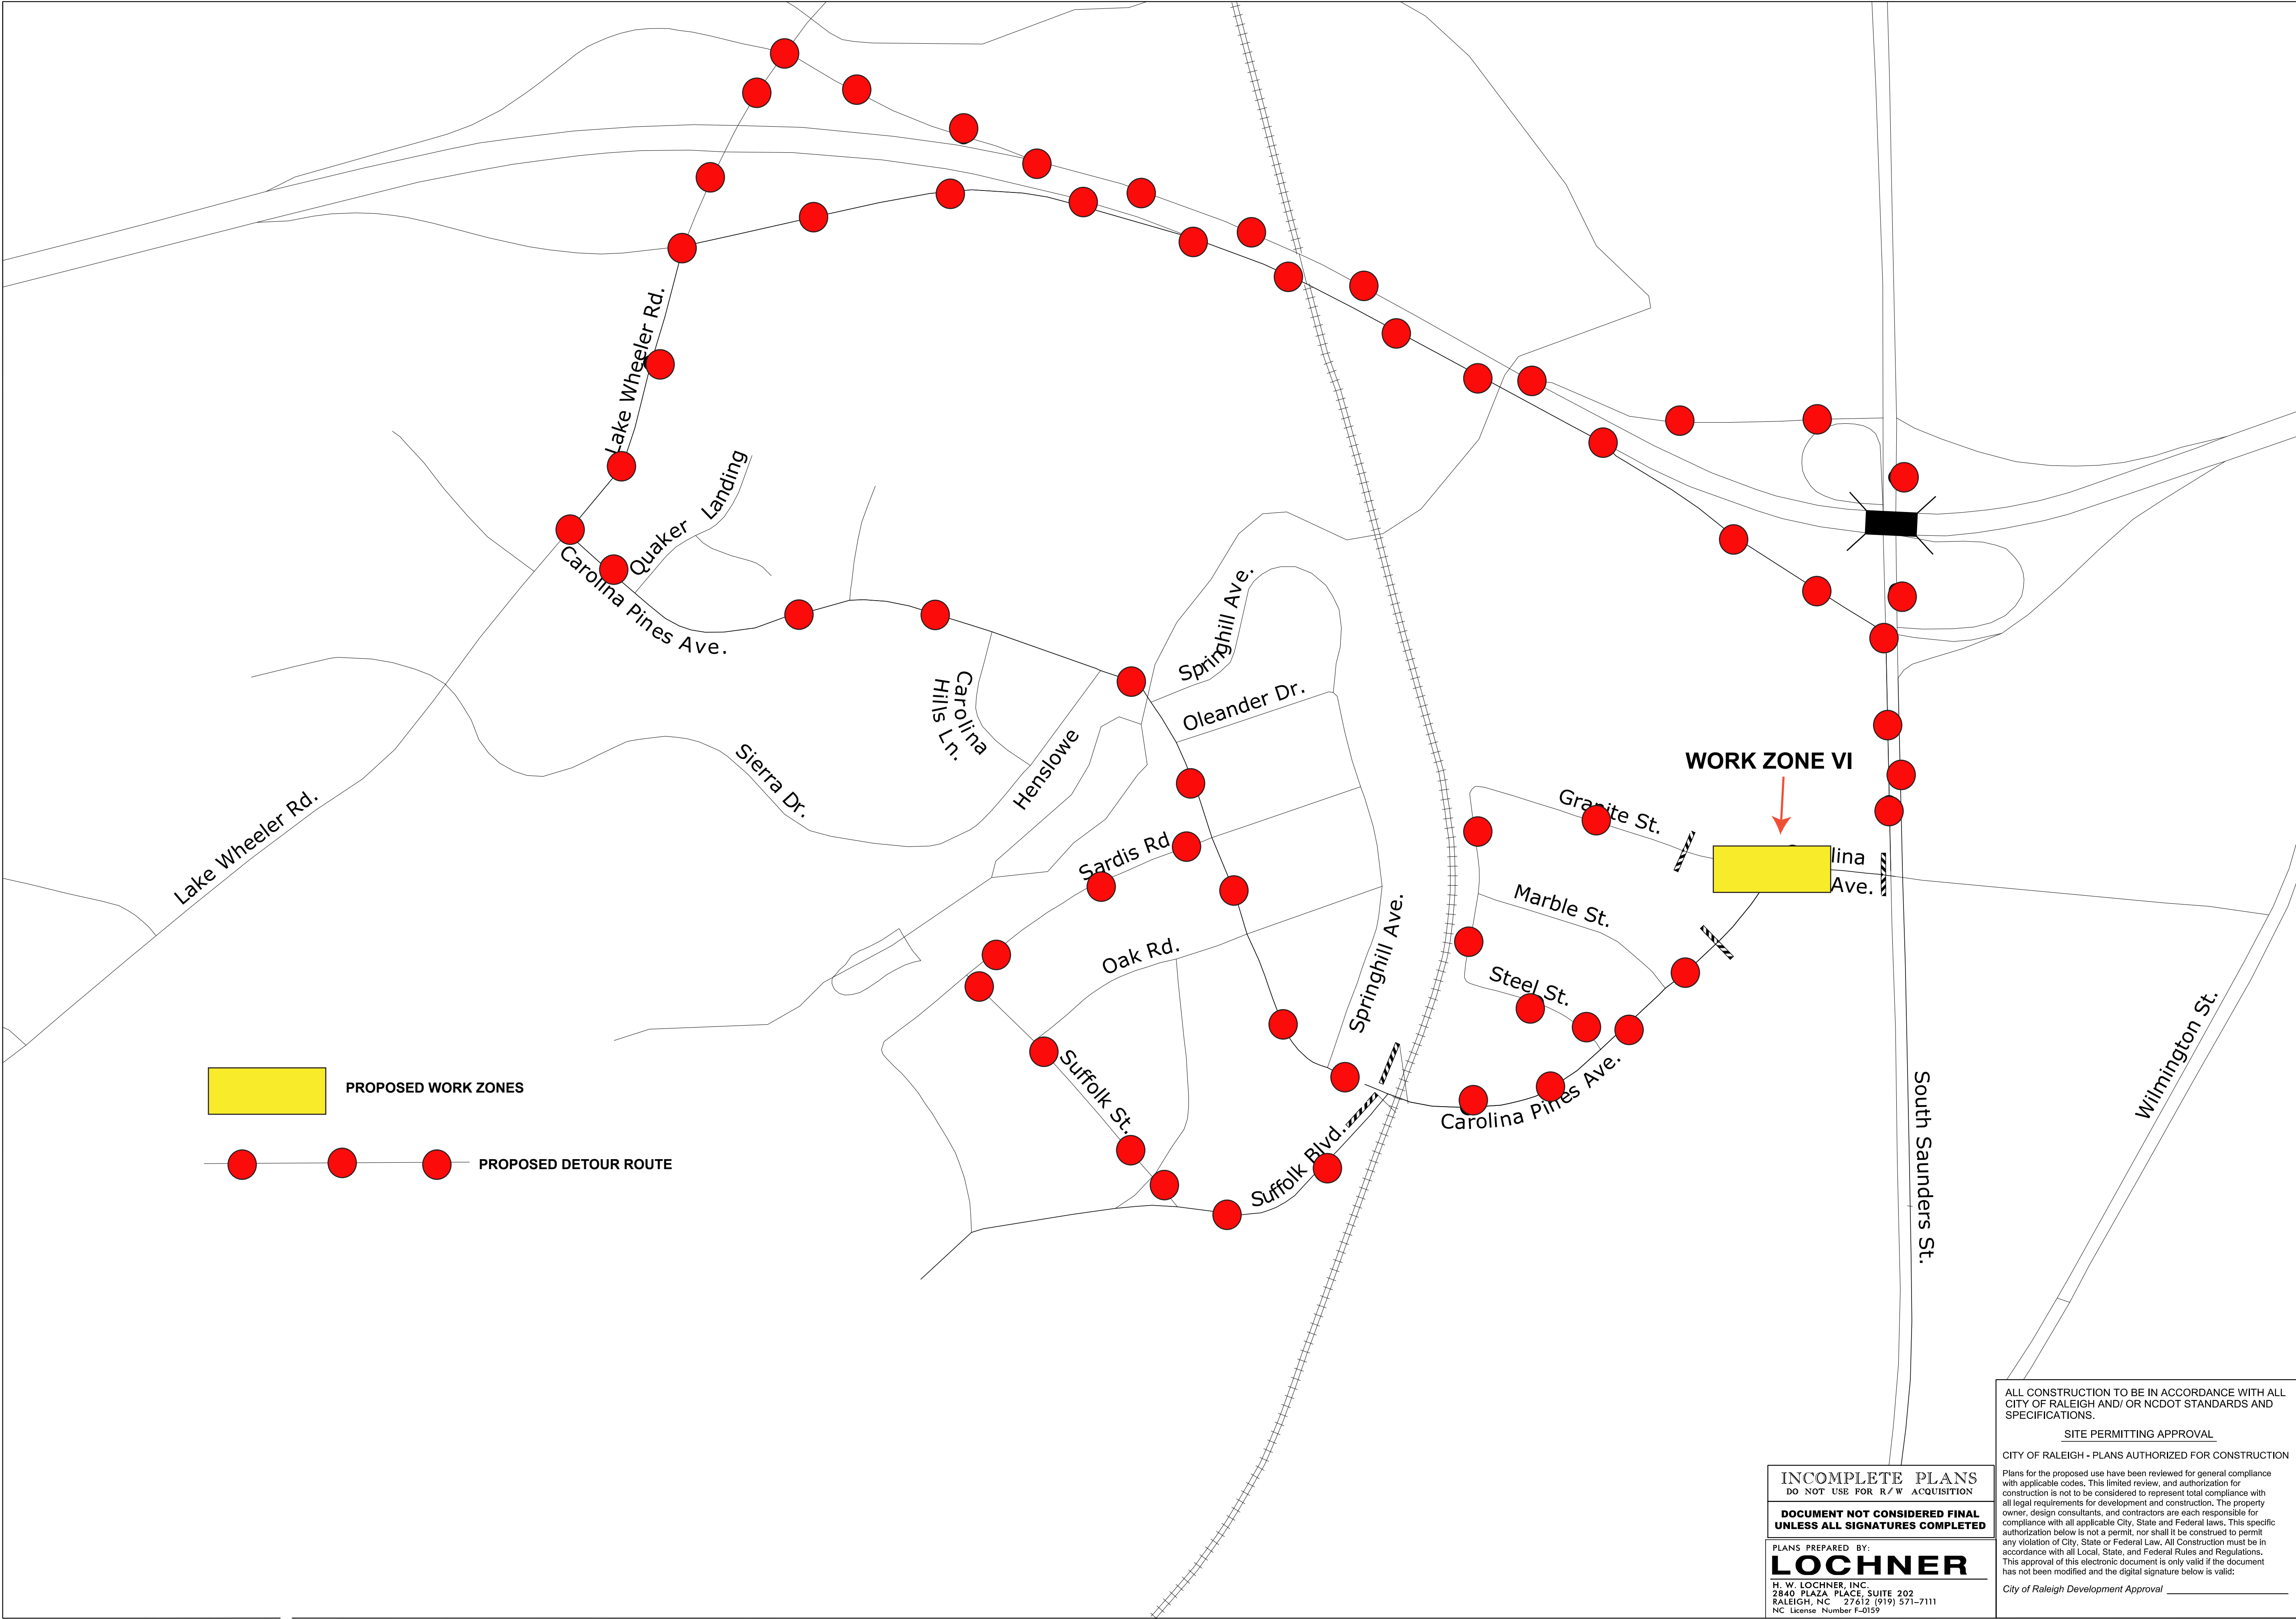 Lake Wheeler Rd.
Quaker Landing
Carolina Pines Ave.
Springhill Ave.
Oleander Dr.
Carolina
Hills Ln.
Henslowe
Sierra Dr.
Lake Wheeler Rd.
WORK ZONE VI
Granite St.
Sardis Rd
lina
Ave.
Marble St.
Oak Rd.
Springhill Ave.
Steel St.
Suffolk St.
Carolina Pines Ave.
Suffolk Blvd.
South Saunders St.
Wilmington St.
PROPOSED WORK ZONES
PROPOSED DETOUR ROUTE
INCOMPLETE PLANS
DO NOT USE FOR R/W ACQUISITION
DOCUMENT NOT CONSIDERED FINAL
UNLESS ALL SIGNATURES COMPLETED
PLANS PREPARED BY:
LOCHNER
H. W. LOCHNER, INC.
2840 PLAZA PLACE, SUITE 202
RALEIGH, NC 27612 (919) 571-7111
NC License Number F-0159
ALL CONSTRUCTION TO BE IN ACCORDANCE WITH ALL
CITY OF RALEIGH AND/ OR NCDOT STANDARDS AND
SPECIFICATIONS.
SITE PERMITTING APPROVAL
CITY OF RALEIGH - PLANS AUTHORIZED FOR CONSTRUCTION
Plans for the proposed use have been reviewed for general compliance
with applicable codes. This limited review, and authorization for
construction is not to be considered to represent total compliance with
all legal requirements for development and construction. The property
owner, design consultants, and contractors are each responsible for
compliance with all applicable City, State and Federal laws. This specific
authorization below is not a permit, nor shall it be construed to permit
any violation of City, State or Federal Law. All Construction must be in
accordance with all Local, State, and Federal Rules and Regulations.
This approval of this electronic document is only valid if the document
has not been modified and the digital signature below is valid:
City of Raleigh Development Approval